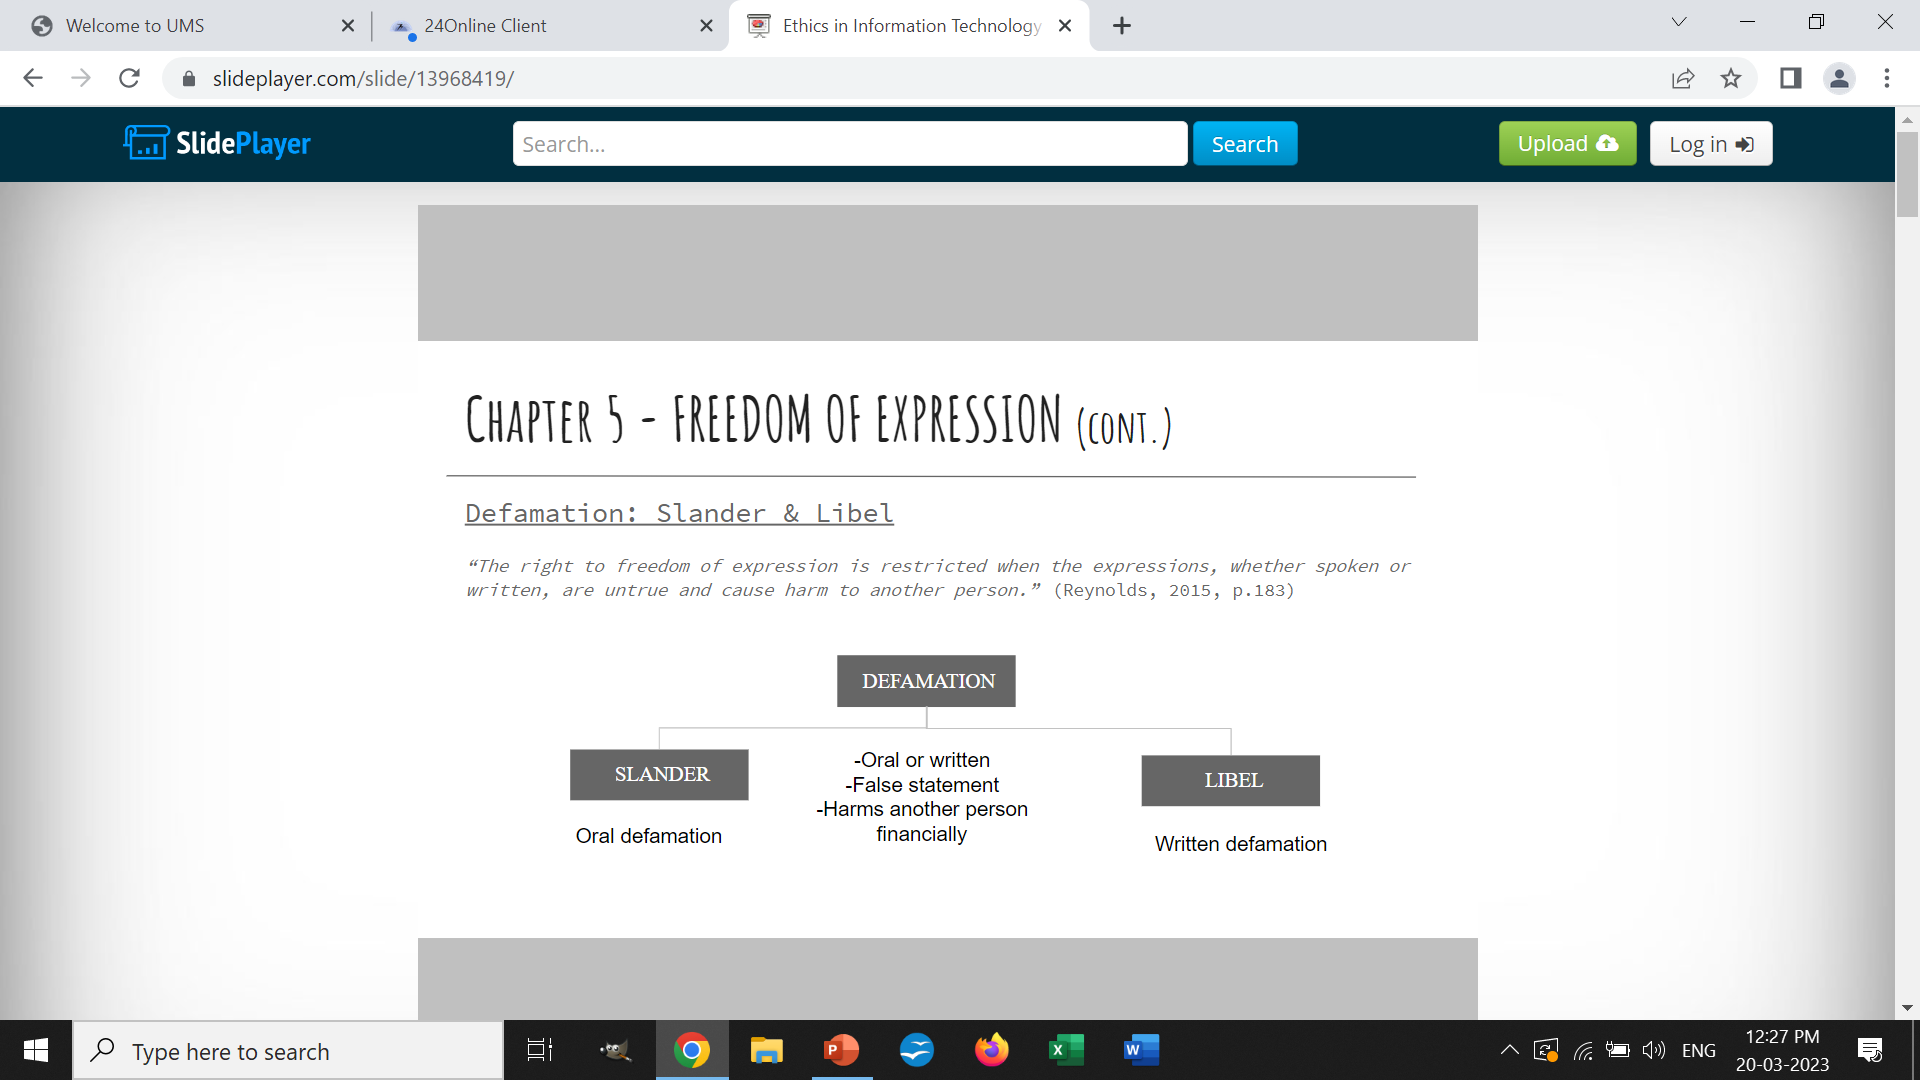 Welcome to UMS
24Online Client
Ethics in Information Technology
slideplayer.com/slide/13968419/
SlidePlayer
Search...
Search
Upload
Log in
CHAPTER 5 - FREEDOM OF EXPRESSION (CONT.)
Defamation: Slander & Libel
“The right to freedom of expression is restricted when the expressions, whether spoken or
written, are untrue and cause harm to another person.” (Reynolds, 2015, p.183)
DEFAMATION
SLANDER
-Oral or written
-False statement
-Harms another person
financially
LIBEL
Oral defamation
Written defamation
Type here to search
ENG
12:27 PM
20-03-2023